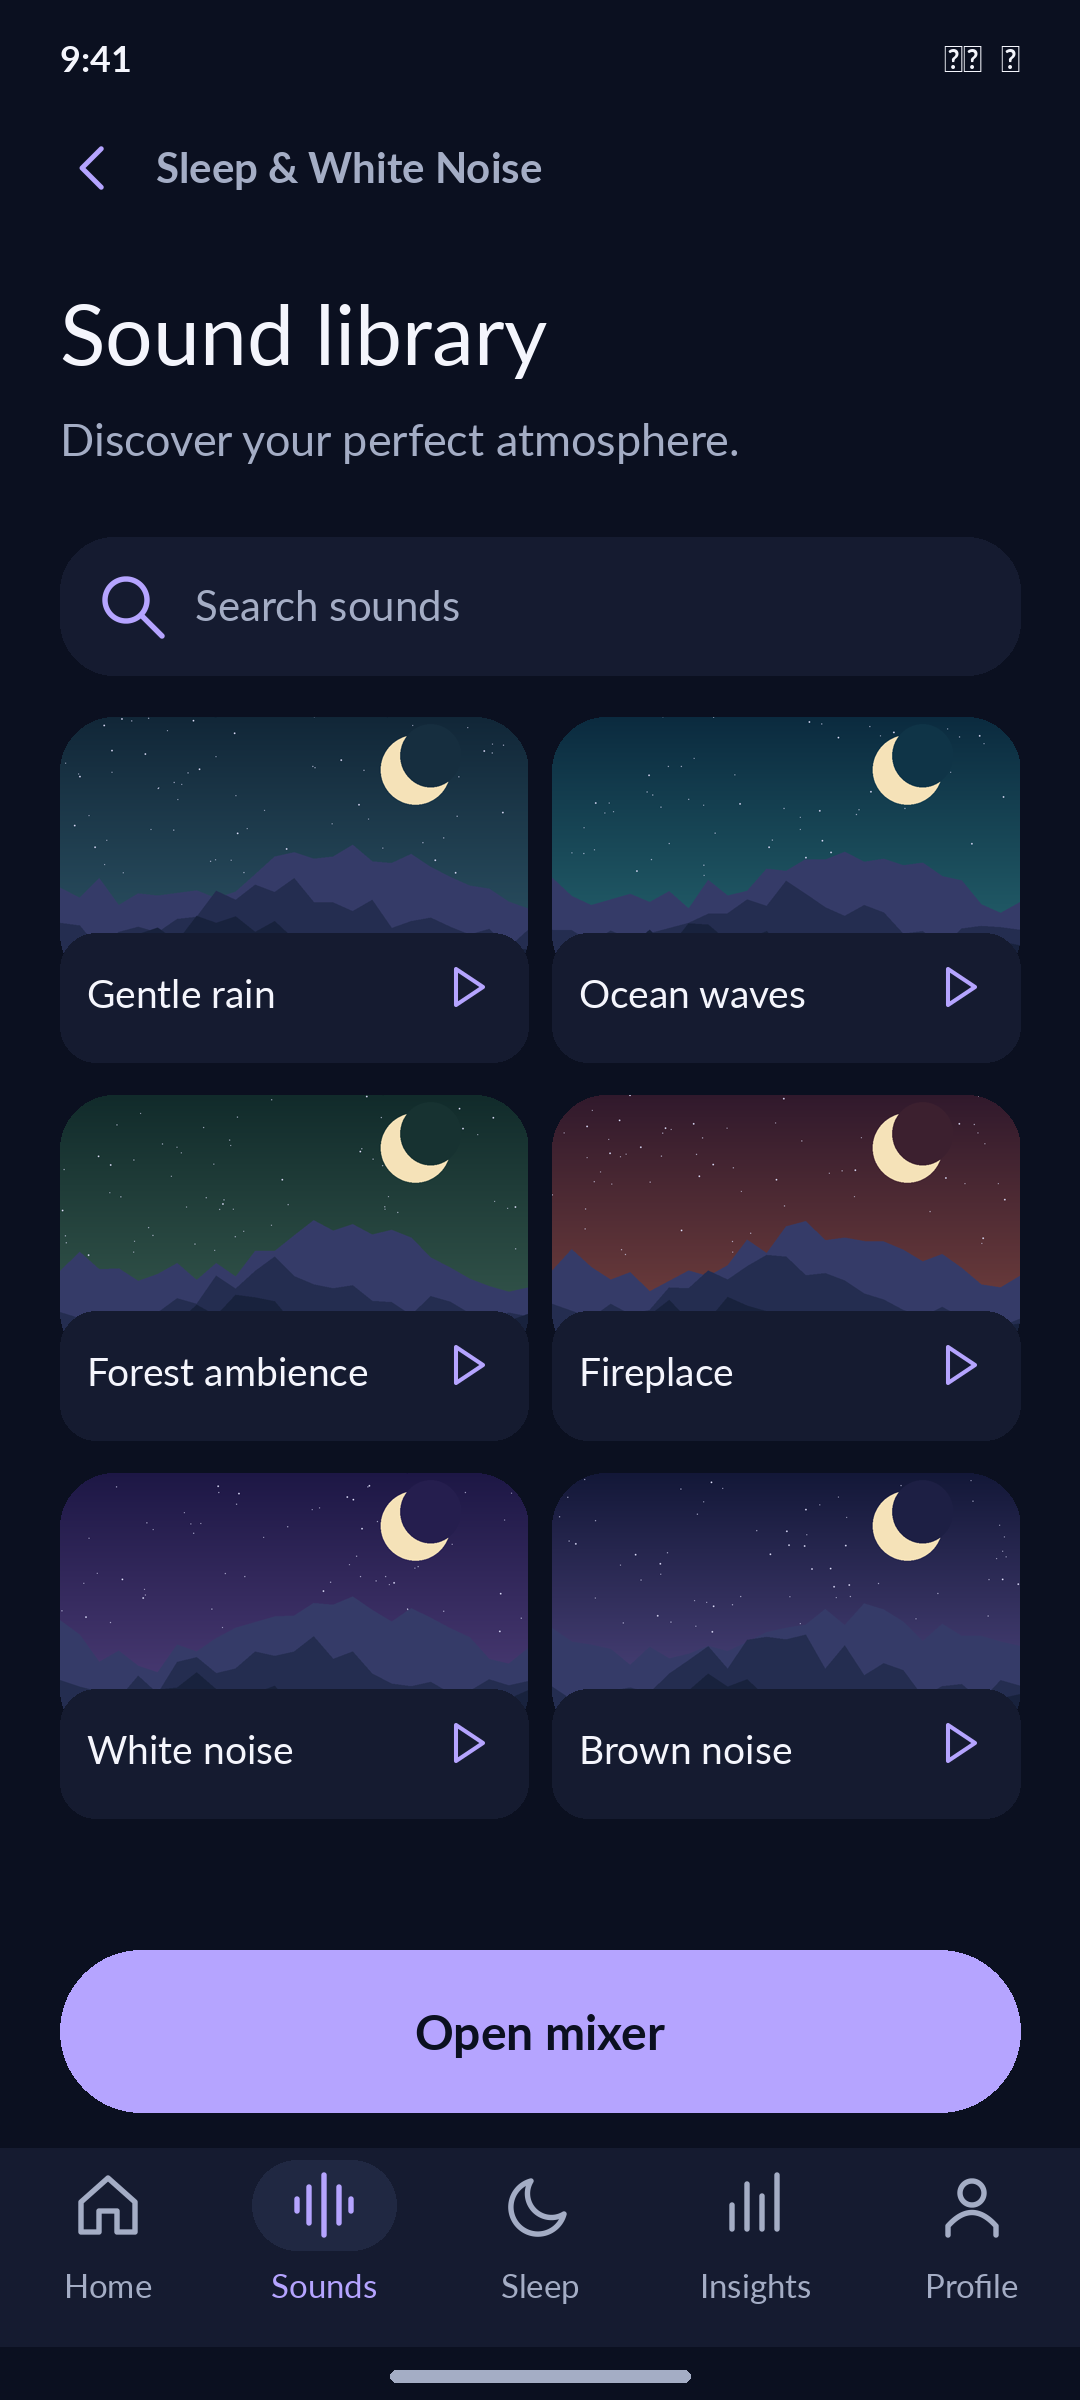 9:41
Sleep & White Noise
Sound library
Discover your perfect atmosphere.
Search sounds
Gentle rain
Ocean waves
Forest ambience
Fireplace
White noise
Brown noise
Open mixer
Home
Sounds
Sleep
Insights
Profile